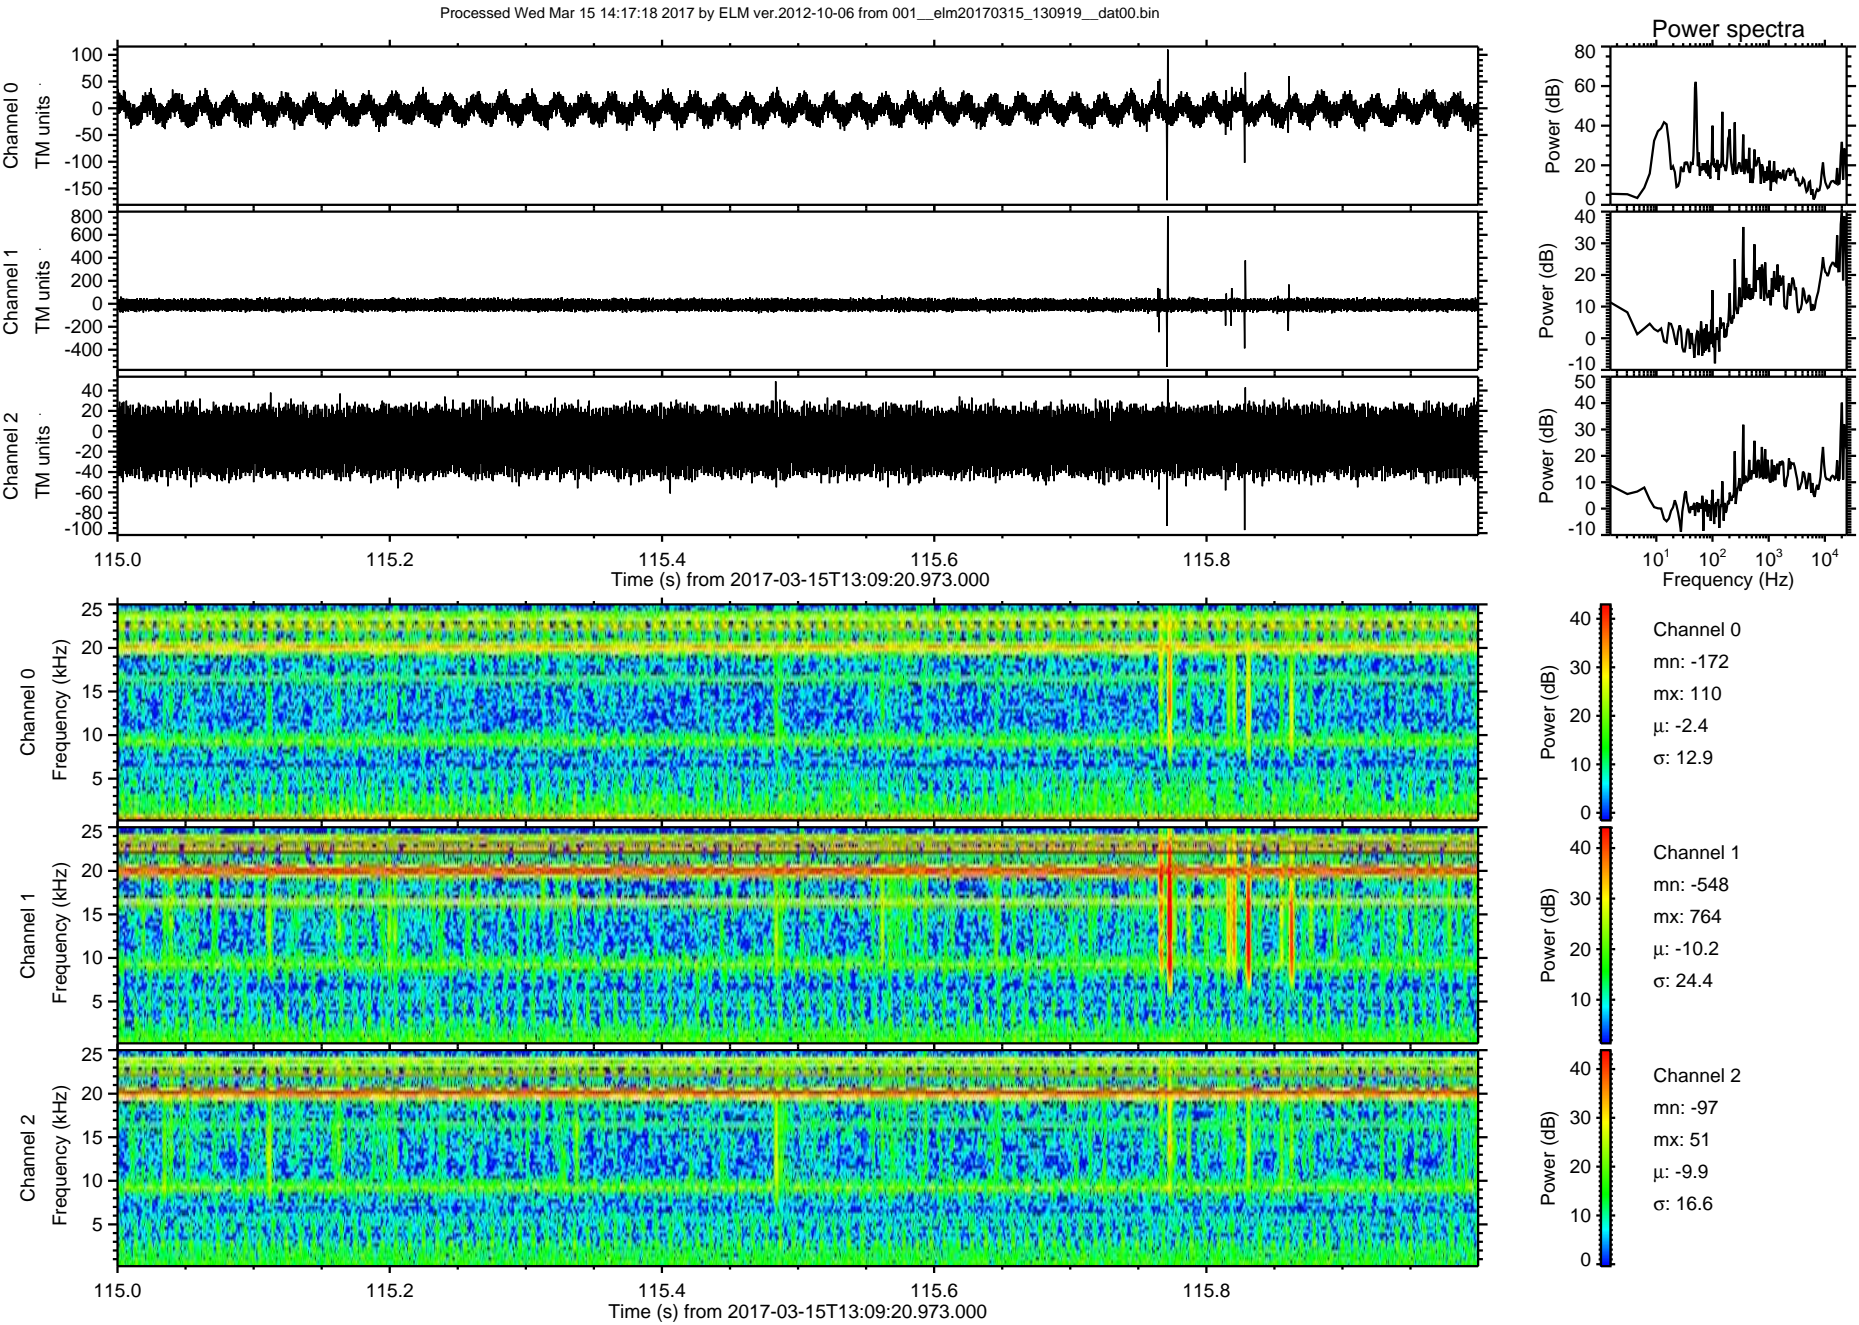 Processed Wed Mar 15 14:17:18 2017 by ELM ver.2012-10-06 from 001__elm20170315_130919__dat00.bin
Power spectra
Channel 0
TM units
100
50
0
-50
-100
-150
Power (dB)
80
60
40
20
0
Channel 1
TM units
800
600
400
200
0
-200
-400
Power (dB)
40
30
20
10
0
-10
Channel 2
TM units
40
20
0
-20
-40
-60
-80
-100
Power (dB)
50
40
30
20
10
0
-10
115.0 115.2 115.4 115.6 115.8
Time (s) from 2017-03-15T13:09:20.973.000
10¹ 10² 10³ 10⁴
Frequency (Hz)
Channel 0
Frequency (kHz)
25
20
15
10
5
Power (dB)
40
30
20
10
0
Channel 0
mn: -172
mx: 110
μ: -2.4
σ: 12.9
Channel 1
Frequency (kHz)
25
20
15
10
5
Power (dB)
40
30
20
10
Channel 1
mn: -548
mx: 764
μ: -10.2
σ: 24.4
Channel 2
Frequency (kHz)
25
20
15
10
5
Power (dB)
40
30
20
10
0
Channel 2
mn: -97
mx: 51
μ: -9.9
σ: 16.6
115.0 115.2 115.4 115.6 115.8
Time (s) from 2017-03-15T13:09:20.973.000